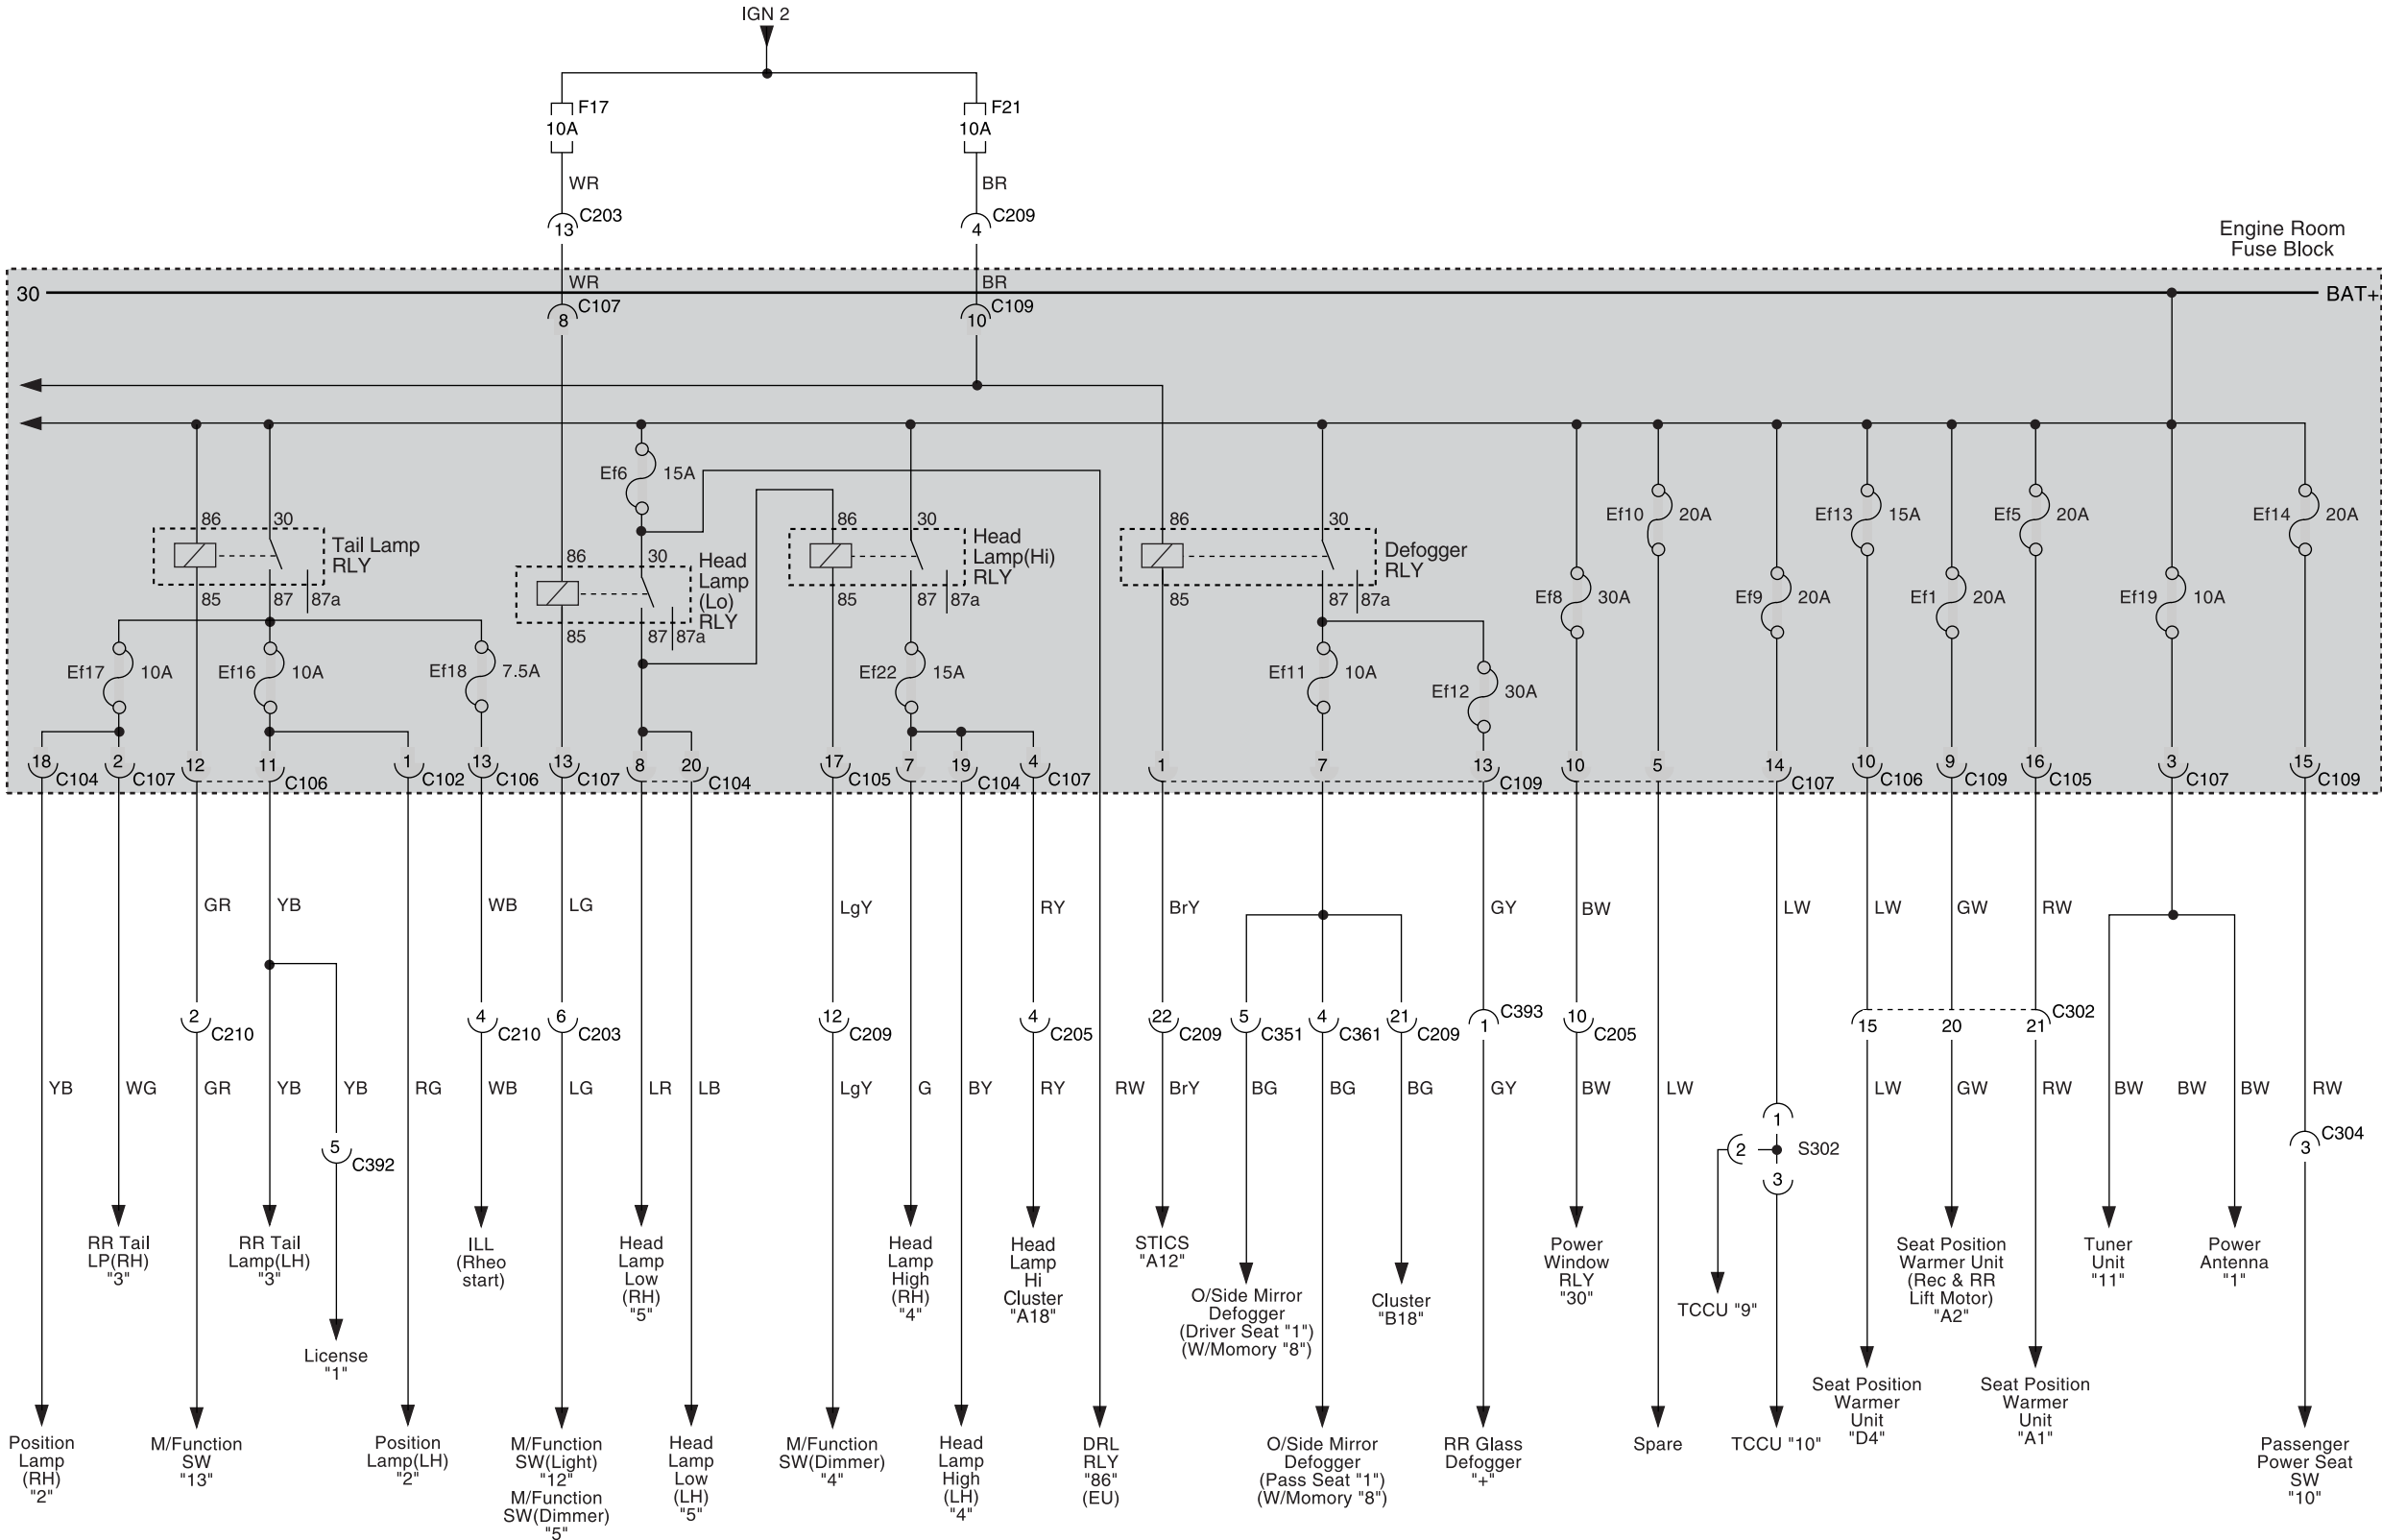 IGN 2
F17
F21
10A
10A
WR
BR
C203
C209
13
4
Engine Room
Fuse Block
WR
BR
30
BAT+
C107
C109
8
10
Ef6
15A
86
30
86
30
86
30
Ef10
20A
Ef13
15A
Ef5
20A
Ef14
20A
Tail Lamp
RLY
86
30
Head
Lamp
(Lo)
RLY
Head
Lamp(Hi)
RLY
Defogger
RLY
85
87
87a
85
87
87a
85
87
87a
Ef8
30A
Ef9
20A
Ef1
20A
Ef19
10A
85
87
87a
Ef17
10A
Ef16
10A
Ef18
7.5A
Ef22
15A
Ef11
10A
Ef12
30A
18
2
12
11
1
13
13
8
20
17
7
19
4
1
7
13
10
5
14
10
9
16
3
15
C104
C107
C106
C102
C106
C107
C104
C105
C104
C107
C109
C107
C106
C109
C105
C107
C109
GR
YB
WB
LG
LgY
RY
BrY
GY
BW
LW
LW
GW
RW
2
4
6
12
4
22
5
4
21
1
10
15
20
21
C210
C210
C203
C209
C205
C209
C351
C361
C209
C393
C205
C302
YB
WG
GR
YB
YB
RG
WB
LG
LR
LB
LgY
G
BY
RY
RW
BrY
BG
BG
BG
GY
BW
LW
LW
GW
RW
BW
BW
BW
RW
1
2
S302
3
5
C392
C304
3
RR Tail
LP(RH)
"3"
RR Tail
Lamp(LH)
"3"
ILL
(Rheo
start)
Head
Lamp
Low
(RH)
"5"
Head
Lamp
High
(RH)
"4"
Head
Lamp
Hi
Cluster
"A18"
STICS
"A12"
O/Side Mirror
Defogger
(Driver Seat "1")
(W/Momory "8")
Cluster
"B18"
Power
Window
RLY
"30"
TCCU "9"
Seat Position
Warmer Unit
(Rec & RR
Lift Motor)
"A2"
Tuner
Unit
"11"
Power
Antenna
"1"
License
"1"
Seat Position
Warmer
Unit
"D4"
Seat Position
Warmer
Unit
"A1"
Position
Lamp
(RH)
"2"
M/Function
SW
"13"
Position
Lamp(LH)
"2"
M/Function
SW(Light)
"12"
M/Function
SW(Dimmer)
"5"
Head
Lamp
Low
(LH)
"5"
M/Function
SW(Dimmer)
"4"
Head
Lamp
High
(LH)
"4"
DRL
RLY
"86"
(EU)
O/Side Mirror
Defogger
(Pass Seat "1")
(W/Momory "8")
RR Glass
Defogger
"+"
Spare
TCCU "10"
Passenger
Power Seat
SW
"10"